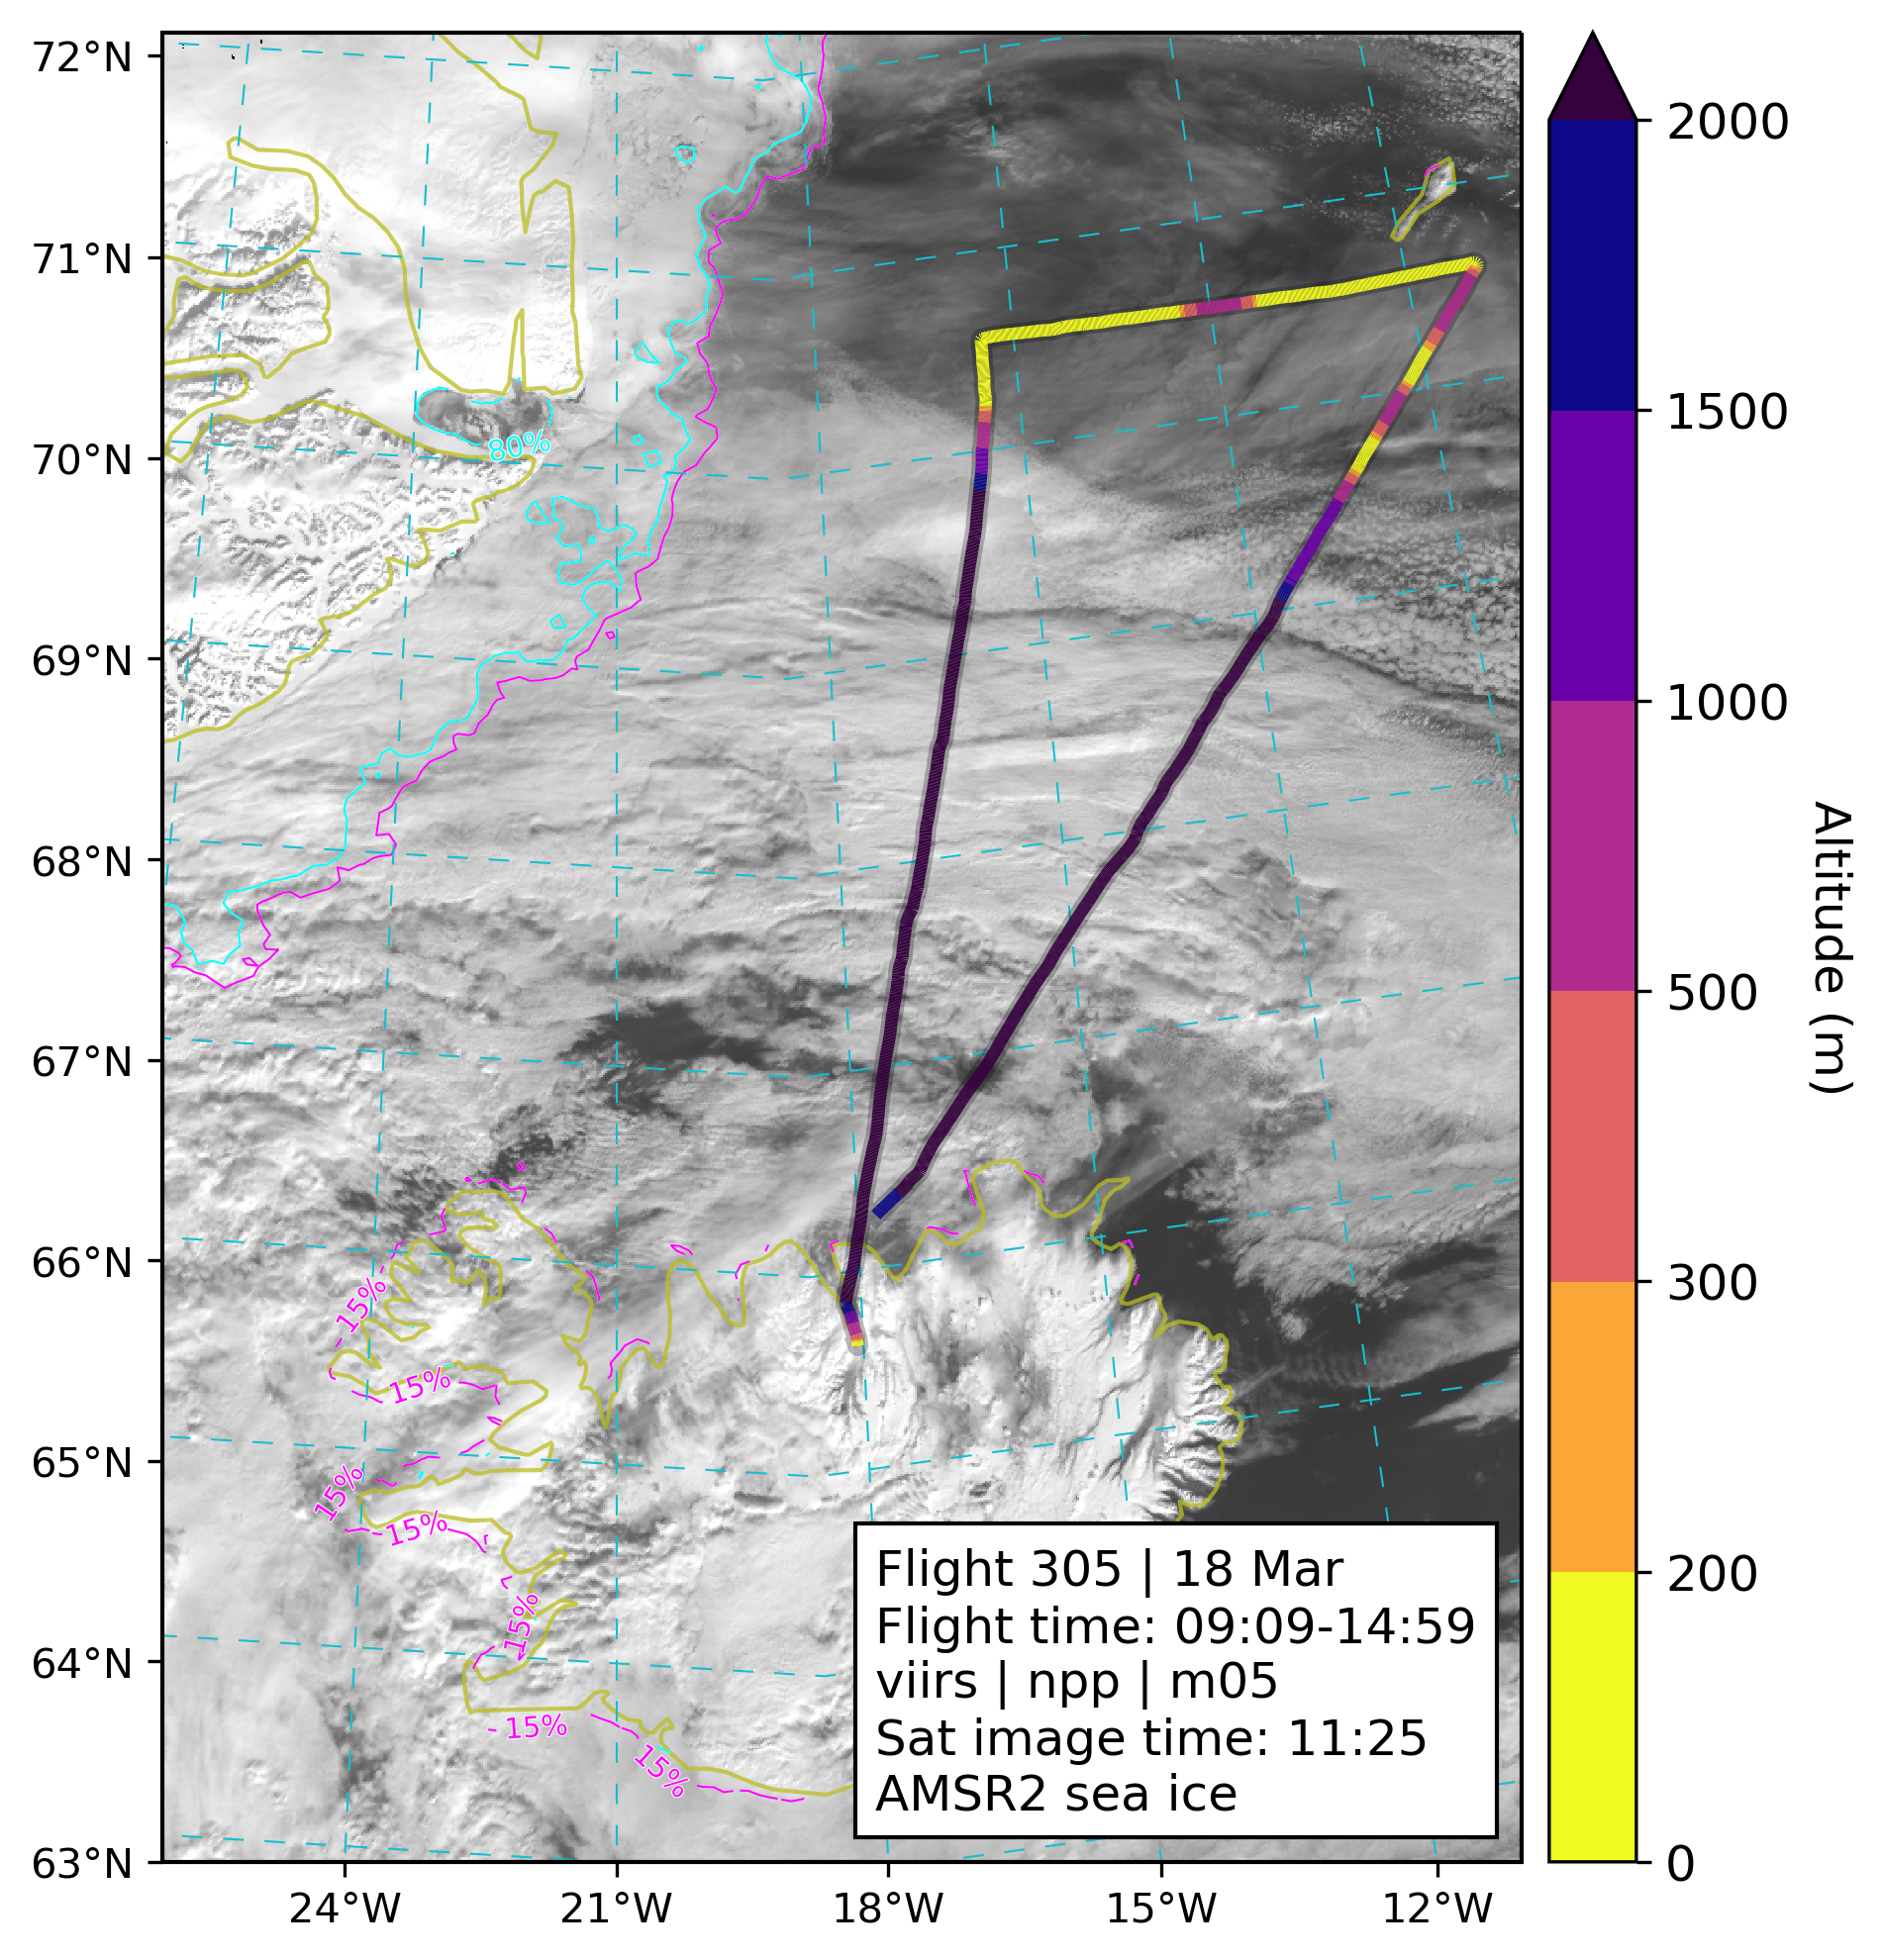 72°N
71°N
70°N
69°N
68°N
67°N
66°N
65°N
64°N
63°N
24°W
21°W
18°W
15°W
12°W
80%
15%
15%
15%
15%
15%
15%
15%
Flight 305 | 18 Mar
Flight time: 09:09-14:59
viirs | npp | m05
Sat image time: 11:25
AMSR2 sea ice
2000
1500
1000
500
300
200
0
Altitude (m)